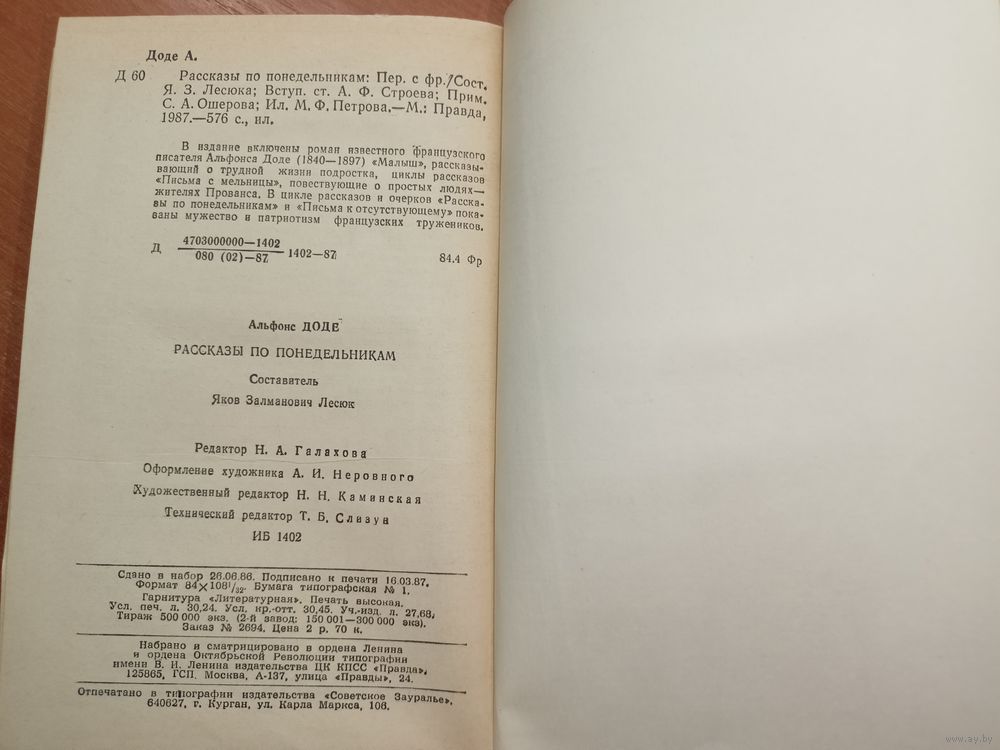 Доде А.
Д 60 Рассказы по понедельникам: Пер. с фр./Сост.
Я. З. Лесюка; Вступ. ст. А. Ф. Строева; Прим.
С. А. Ошерова; Ил. М. Ф. Петрова.—М.: Правда,
1987.—576 с., ил.
В издание включены роман известного французского
писателя Альфонса Доде (1840—1897) «Малыш», рассказы-
вающий о трудной жизни подростка, циклы рассказов
«Письма с мельницы», повествующие о простых людях—
жителях Прованса. В цикле рассказов и очерков «Расска-
зы по понедельникам» и «Письма к отсутствующему» пока-
заны мужество и патриотизм французских тружеников.
4703000000—1402
Д 1402—87 84.4 Фр
080 (02)—87
Альфонс ДОДЕ
РАССКАЗЫ ПО ПОНЕДЕЛЬНИКАМ
Составатель
Яков Залманович Лесюк
Редактор Н. А. Галахова
Оформление художника А. И. Неровного
Художественный редактор Н. Н. Каминская
Технический редактор Т. Б. Слизун
ИБ 1402
Сдано в набор 26.06.86. Подписано к печати 16.03.87.
Формат 84×108¹/₃₂. Бумага типографская № 1.
Гарнитура «Литературная». Печать высокая.
Усл. печ. л. 30,24. Усл. кр.-отт. 30,45. Уч.-изд. л. 27,68.
Тираж 500 000 экз. (2-й завод: 150 001—300 000 экз).
Заказ № 2694. Цена 2 р. 70 к.
Набрано и сматрицировано в ордена Ленина
и ордена Октябрьской Революции типографии
имени В. И. Ленина издательства ЦК КПСС «Правда»,
125865, ГСП. Москва, А-137, улица «Правды», 24.
Отпечатано в типографии издательства «Советское Зауралье»,
640627, г. Курган, ул. Карла Маркса, 106.
www.ay.by